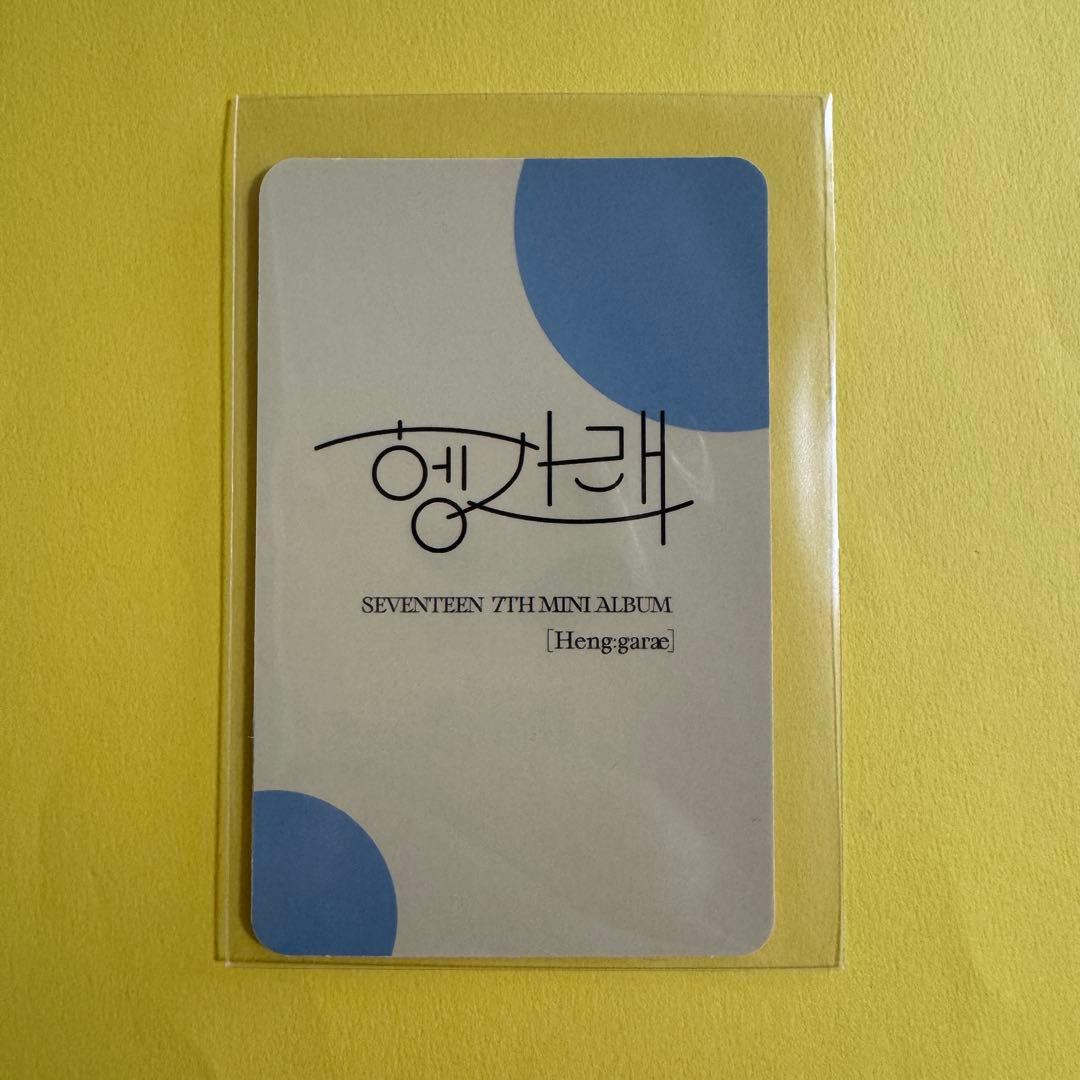 헹가래
SEVENTEEN 7TH MINI ALBUM
[Heng:garæ]